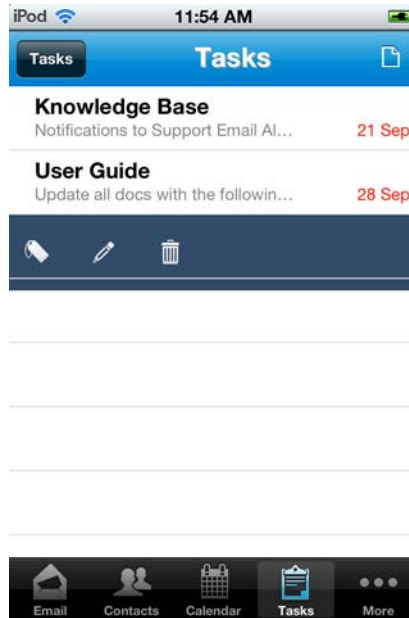 iPod 11:54 AM
Tasks Tasks
Knowledge Base
Notifications to Support Email Al... 21 Sep
User Guide
Update all docs with the followin... 28 Sep
Email Contacts Calendar Tasks More